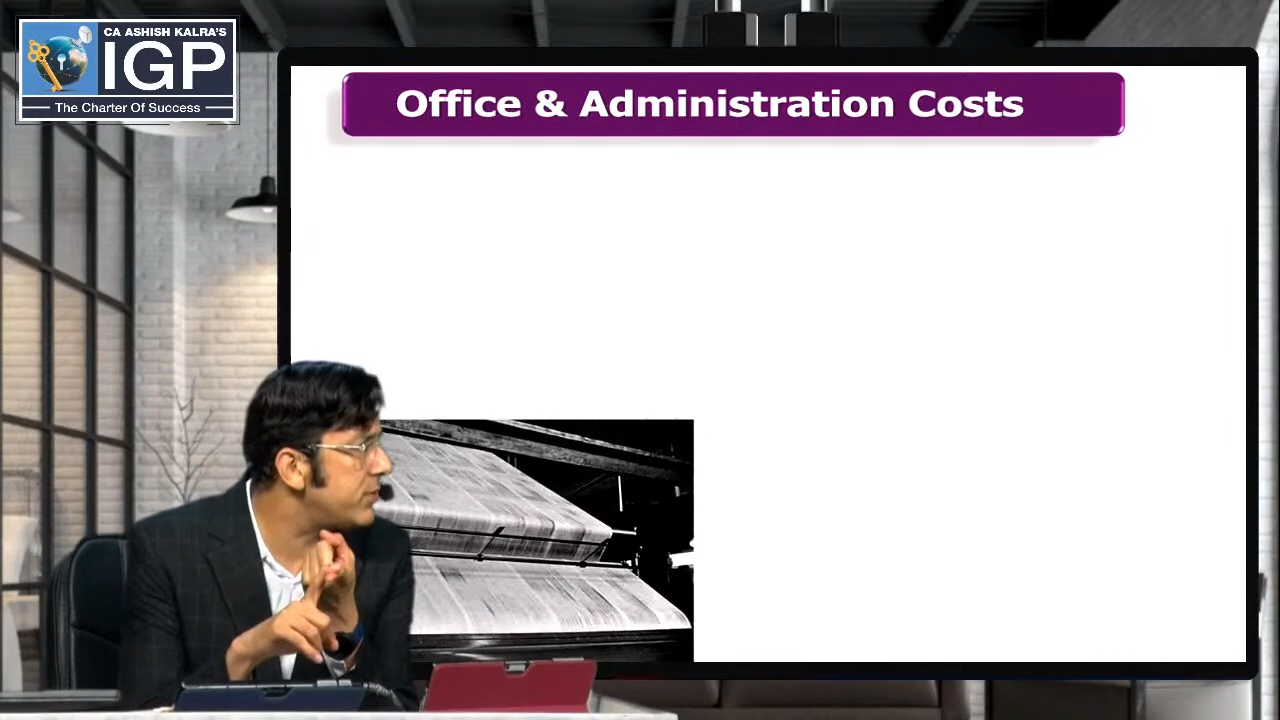 CA ASHISH KALRA'S
IGP
The Charter Of Success
Office & Administration Costs